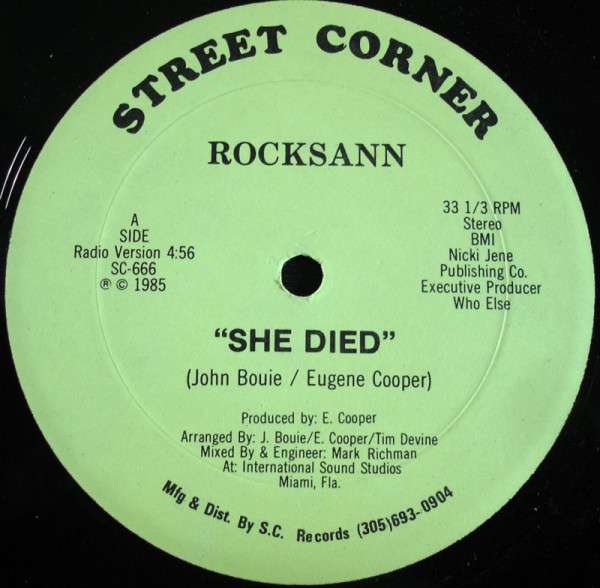 STREET CORNER
ROCKSANN
A
SIDE
Radio Version 4:56
SC-666
℗ © 1985
33 1/3 RPM
Stereo
BMI
Nicki Jene
Publishing Co.
Executive Producer
Who Else
"SHE DIED"
(John Bouie / Eugene Cooper)
Produced by: E. Cooper
Arranged By: J. Bouie/E. Cooper/Tim Devine
Mixed By & Engineer: Mark Richman
At: International Sound Studios
Miami, Fla.
Mfg & Dist. By S.C. Records (305)693-0904